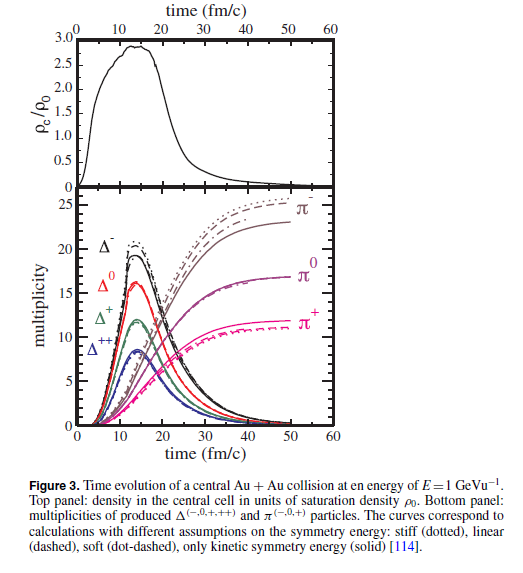 time (fm/c)
0 10 20 30 40 50 60
3.0
2.5
2.0
1.5
1.0
0.5
0
ρc/ρ0
25
20
15
10
5
0
multiplicity
Δ-
Δ0
Δ+
Δ++
π-
π0
π+
0 10 20 30 40 50 60
time (fm/c)
Figure 3. Time evolution of a central Au + Au collision at en energy of E = 1 GeVu−1.
Top panel: density in the central cell in units of saturation density ρ0. Bottom panel:
multiplicities of produced Δ(−,0,+,++) and π(−,0,+) particles. The curves correspond to
calculations with different assumptions on the symmetry energy: stiff (dotted), linear
(dashed), soft (dot-dashed), only kinetic symmetry energy (solid) [114].